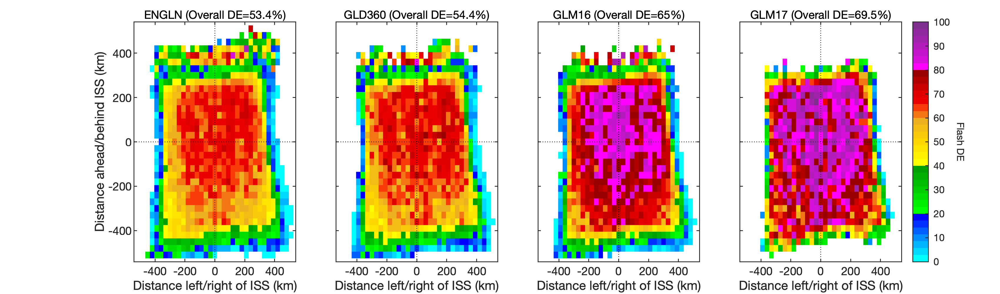 ENGLN (Overall DE=53.4%)
GLD360 (Overall DE=54.4%)
GLM16 (Overall DE=65%)
GLM17 (Overall DE=69.5%)
Distance ahead/behind ISS (km)
400
200
0
-200
-400
-400 -200 0 200 400
-400 -200 0 200 400
-400 -200 0 200 400
-400 -200 0 200 400
Distance left/right of ISS (km)
Distance left/right of ISS (km)
Distance left/right of ISS (km)
Distance left/right of ISS (km)
100
90
80
70
60
50
40
30
20
10
0
Flash DE